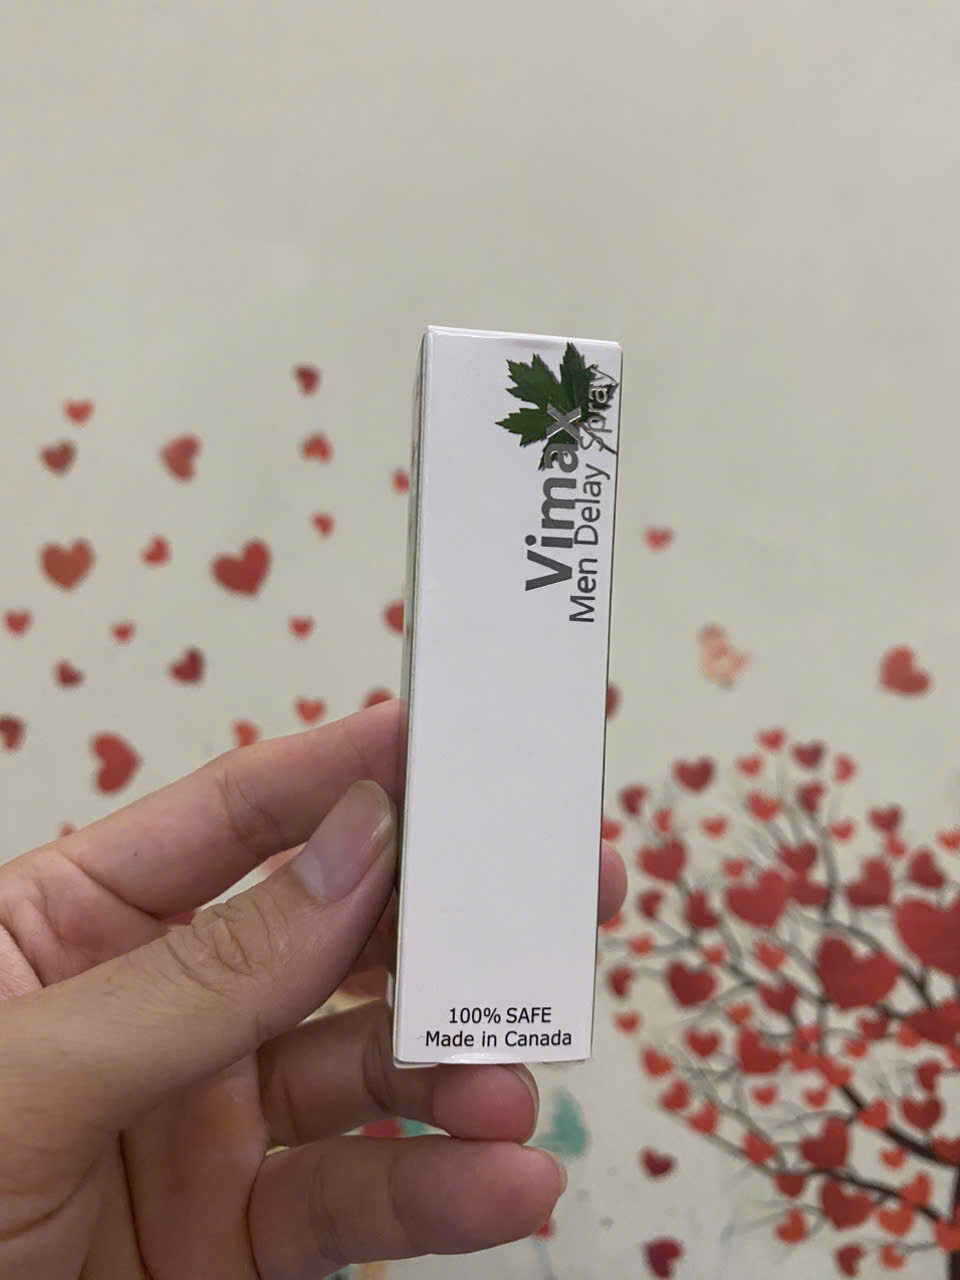 Vimax
Men Delay Spray
100% SAFE
Made in Canada